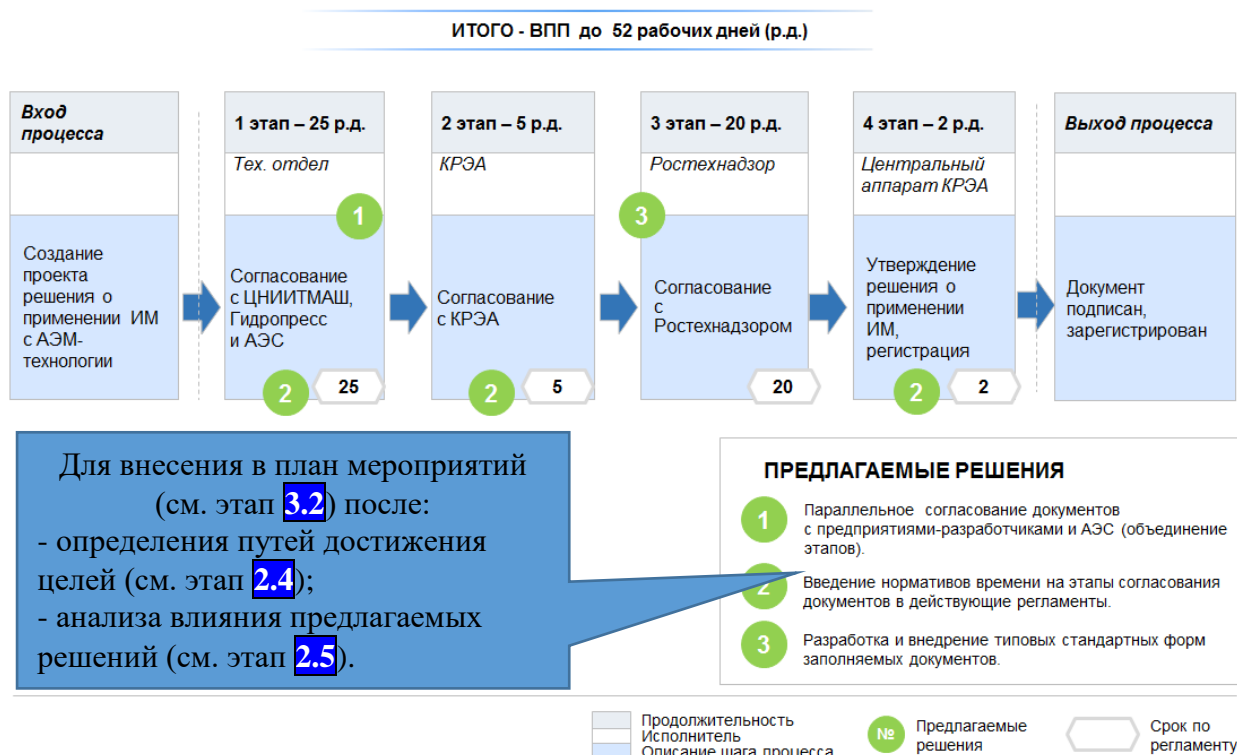 ИТОГО - ВПП до 52 рабочих дней (р.д.)
Вход
процесса
Создание
проекта
решения о
применении ИМ
с АЭМ-
технологии
1 этап – 25 р.д.
Тех. отдел
1
Согласование
с ЦНИИТМАШ,
Гидропресс
и АЭС
2
25
2 этап – 5 р.д.
КРЭА
Согласование
с КРЭА
2
5
3 этап – 20 р.д.
Ростехнадзор
3
Согласование
с
Ростехнадзором
20
4 этап – 2 р.д.
Центральный
аппарат КРЭА
Утверждение
решения о
применении
ИМ,
регистрация
2
2
Выход процесса
Документ
подписан,
зарегистрирован
Для внесения в план мероприятий
(см. этап 3.2) после:
- определения путей достижения
целей (см. этап 2.4);
- анализа влияния предлагаемых
решений (см. этап 2.5).
ПРЕДЛАГАЕМЫЕ РЕШЕНИЯ
1
Параллельное согласование документов
с предприятиями-разработчиками и АЭС (объединение
этапов).
2
Введение нормативов времени на этапы согласования
документов в действующие регламенты.
3
Разработка и внедрение типовых стандартных форм
заполняемых документов.
Продолжительность
Исполнитель
Описание шага процесса
№
Предлагаемые
решения
Срок по
регламенту